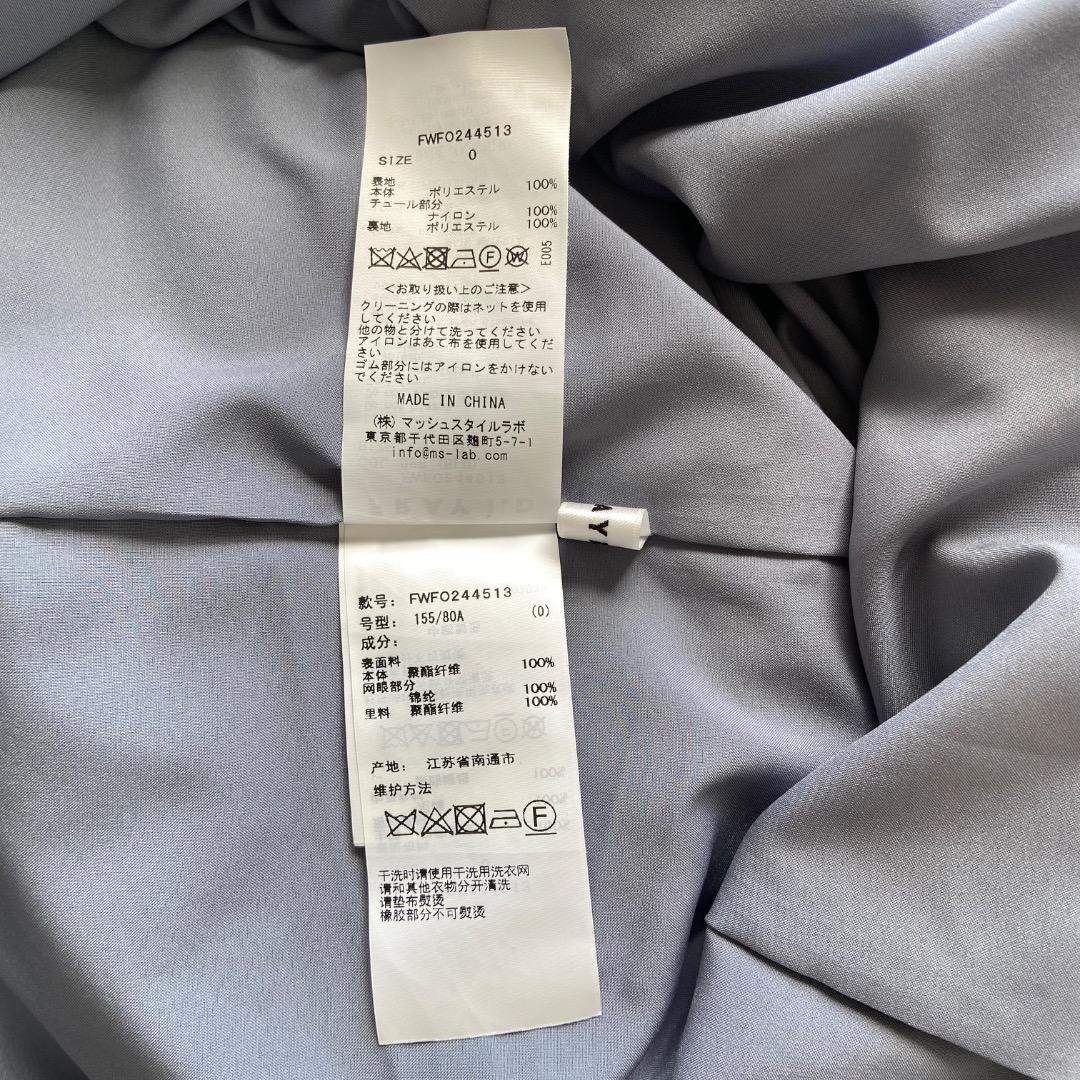 FWFO244513
SIZE 0
表地
本体 ポリエステル 100%
チュール部分
ナイロン 100%
裏地 ポリエステル 100%
F W E005
＜お取り扱い上のご注意＞
クリーニングの際はネットを使用
してください
他の物と分けて洗ってください
アイロンはあて布を使用してくだ
さい
ゴム部分にはアイロンをかけない
でください
MADE IN CHINA
(株)マッシュスタイルラボ
東京都千代田区麹町5-7-1
info@ms-lab.com
AY
款号: FWFO244513
号型: 155/80A (0)
成分:
表面料
本体 聚酯纤维 100%
网眼部分
锦纶 100%
里料 聚酯纤维 100%
产地: 江苏省南通市
维护方法
F
干洗时请使用干洗用洗衣网
请和其他衣物分开清洗
请垫布熨烫
橡胶部分不可熨烫